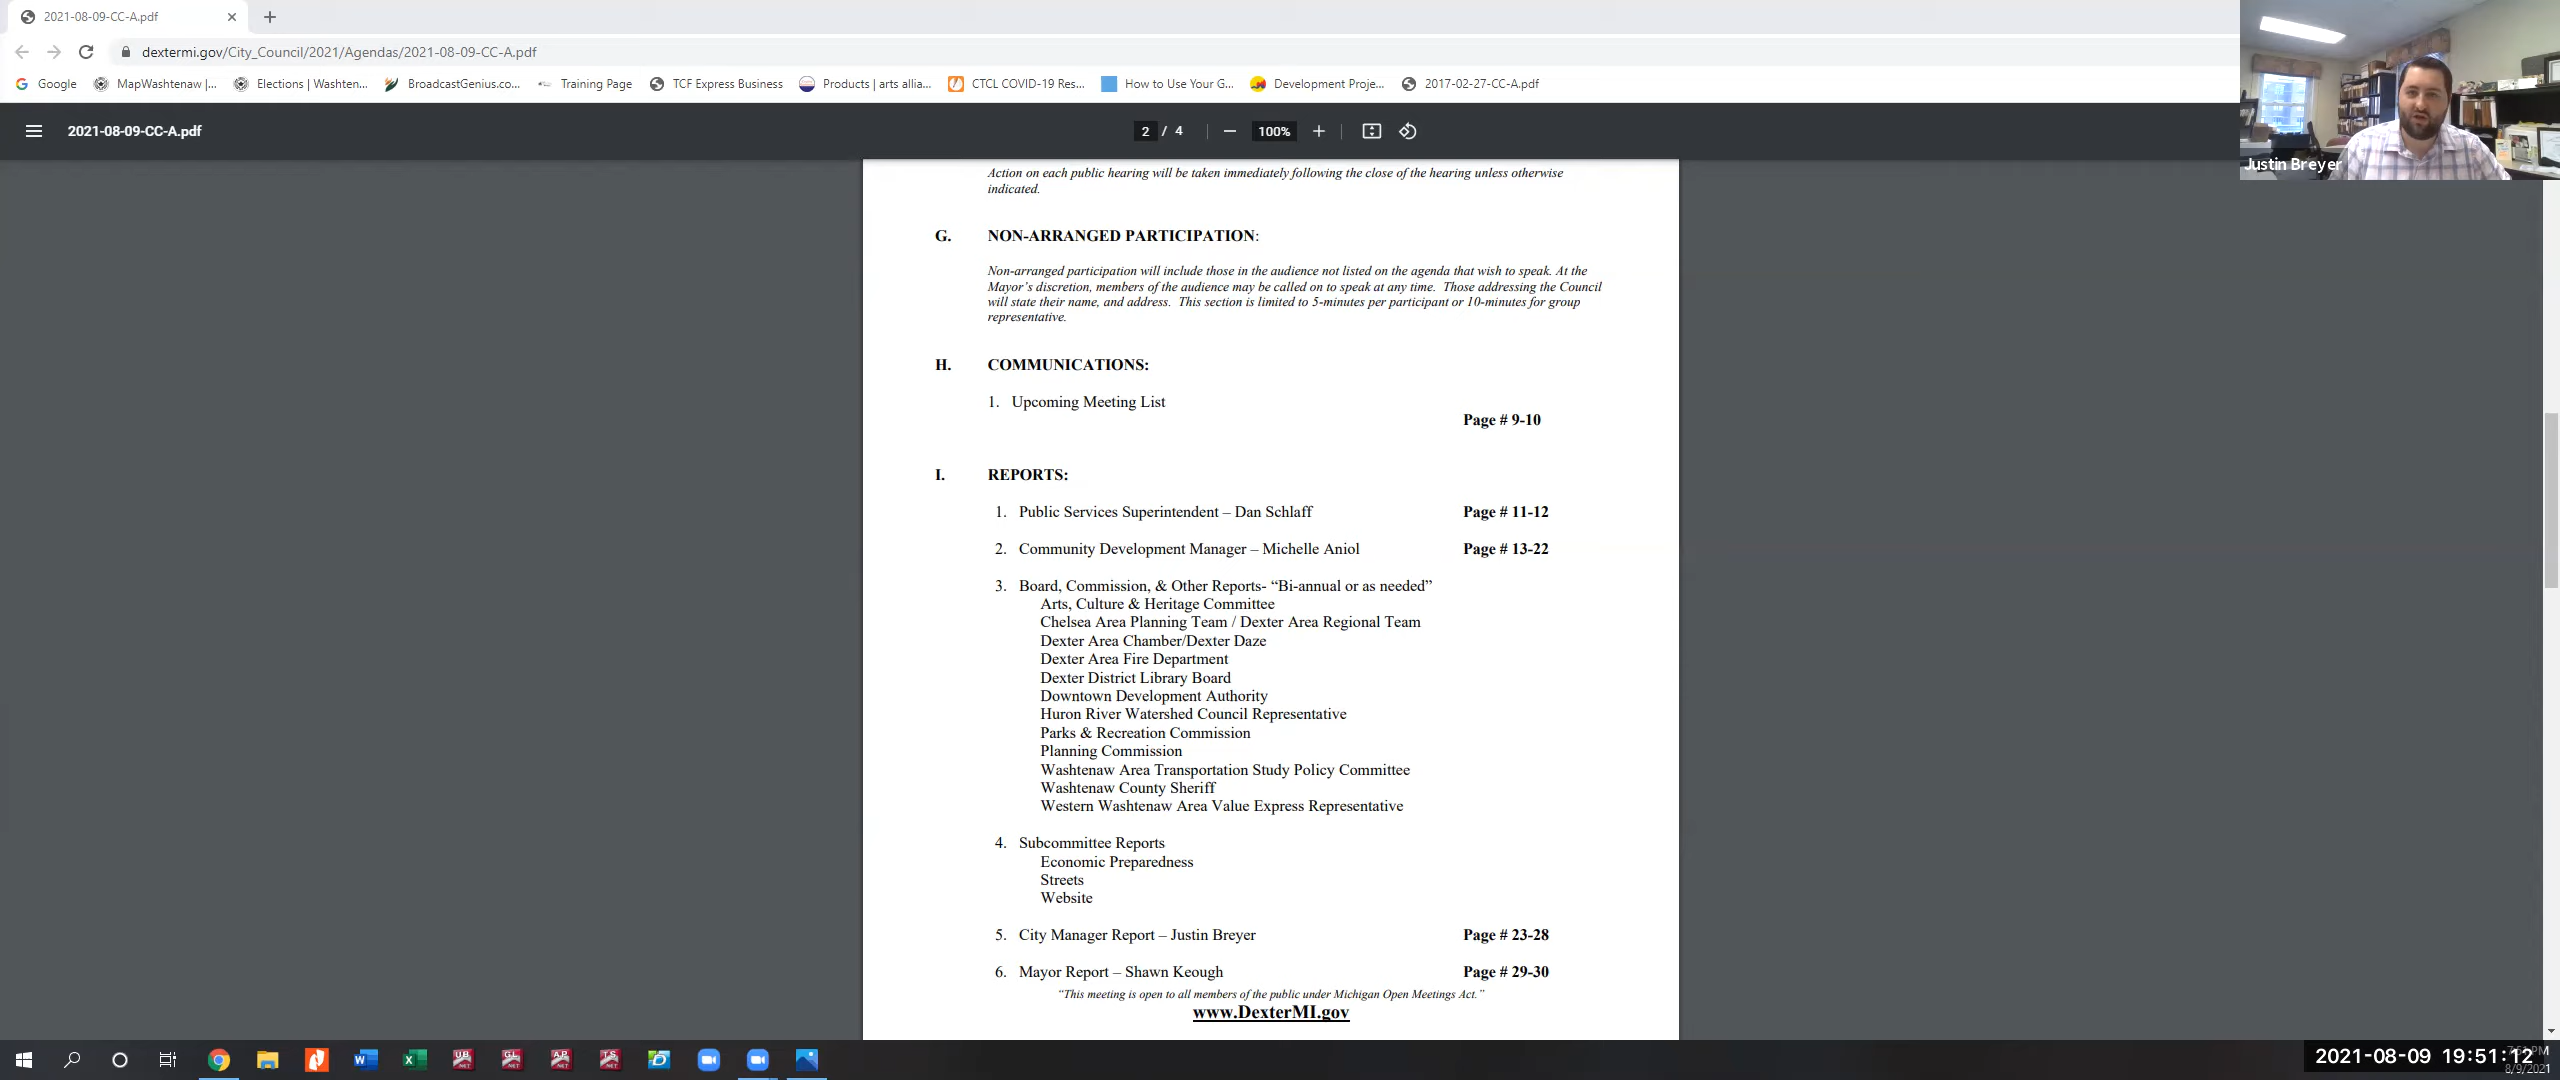 2021-08-09-CC-A.pdf
dextermi.gov/City_Council/2021/Agendas/2021-08-09-CC-A.pdf
Google MapWashtenaw |... Elections | Washten... BroadcastGenius.co... Training Page TCF Express Business Products | arts allia... CTCL COVID-19 Res... How to Use Your G... Development Proje... 2017-02-27-CC-A.pdf
2021-08-09-CC-A.pdf 2 / 4 100%
Justin Breyer
Action on each public hearing will be taken immediately following the close of the hearing unless otherwise
indicated.
G. NON-ARRANGED PARTICIPATION:
Non-arranged participation will include those in the audience not listed on the agenda that wish to speak. At the
Mayor's discretion, members of the audience may be called on to speak at any time. Those addressing the Council
will state their name, and address. This section is limited to 5-minutes per participant or 10-minutes for group
representative.
H. COMMUNICATIONS:
1. Upcoming Meeting List
Page # 9-10
I. REPORTS:
1. Public Services Superintendent – Dan Schlaff Page # 11-12
2. Community Development Manager – Michelle Aniol Page # 13-22
3. Board, Commission, & Other Reports- “Bi-annual or as needed”
Arts, Culture & Heritage Committee
Chelsea Area Planning Team / Dexter Area Regional Team
Dexter Area Chamber/Dexter Daze
Dexter Area Fire Department
Dexter District Library Board
Downtown Development Authority
Huron River Watershed Council Representative
Parks & Recreation Commission
Planning Commission
Washtenaw Area Transportation Study Policy Committee
Washtenaw County Sheriff
Western Washtenaw Area Value Express Representative
4. Subcommittee Reports
Economic Preparedness
Streets
Website
5. City Manager Report – Justin Breyer Page # 23-28
6. Mayor Report – Shawn Keough Page # 29-30
“This meeting is open to all members of the public under Michigan Open Meetings Act.”
www.DexterMI.gov
2021-08-09 19:51:12
8/9/2021